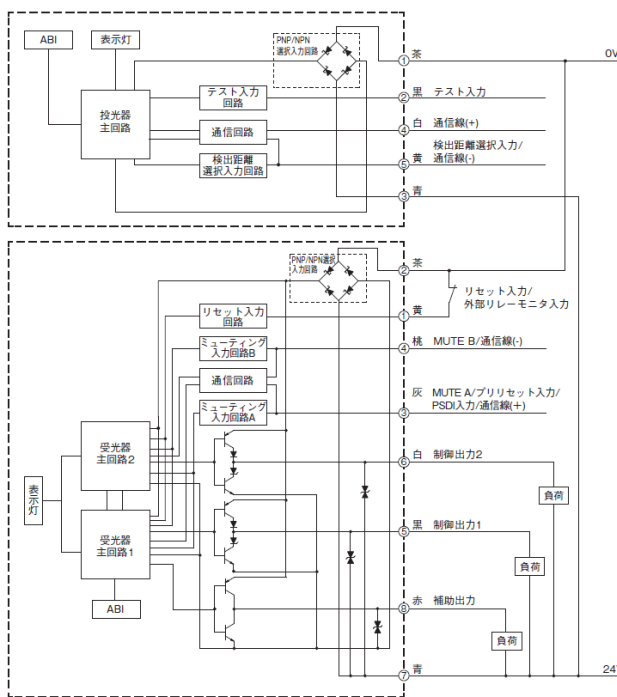 ABI
表示灯
PNP/NPN
選択入力回路
① 茶
0V
投光器
主回路
テスト入力
回路
② 黒 テスト入力
通信回路
④ 白 通信線(+)
検出距離
選択入力回路
⑤ 黄 検出距離選択入力/
通信線(-)
③ 青
PNP/NPN選択
入力回路
② 茶
リセット入力/
外部リレーモニタ入力
リセット入力
回路
① 黄
ミューティング
入力回路B
④ 桃 MUTE B/通信線(-)
通信回路
ミューティング
入力回路A
③ 灰 MUTE A/プリリセット入力/
PSDI入力/通信線(+)
受光器
主回路2
⑥ 白 制御出力2
負荷
表示灯
受光器
主回路1
⑤ 黒 制御出力1
負荷
ABI
⑧ 赤 補助出力
負荷
⑦ 青
24